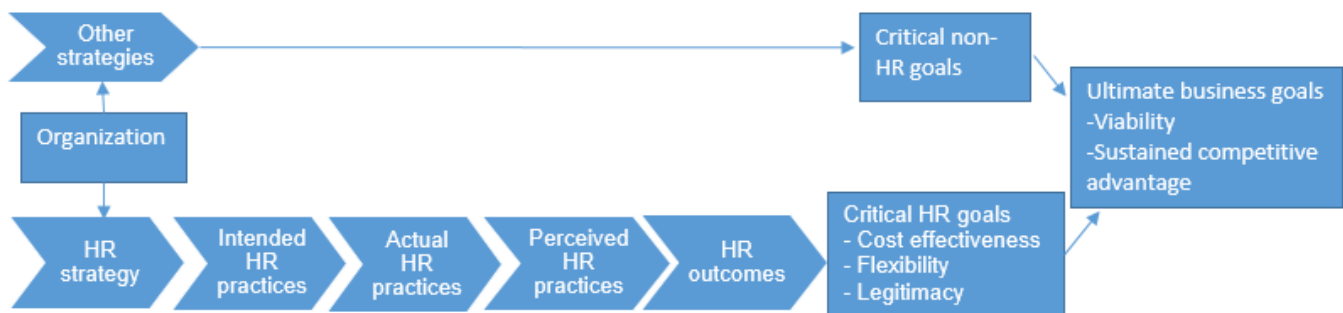 Other
strategies
Critical non-
HR goals
Ultimate business goals
-Viability
-Sustained competitive
advantage
Organization
HR
strategy
Intended
HR
practices
Actual
HR
practices
Perceived
HR
practices
HR
outcomes
Critical HR goals
- Cost effectiveness
- Flexibility
- Legitimacy